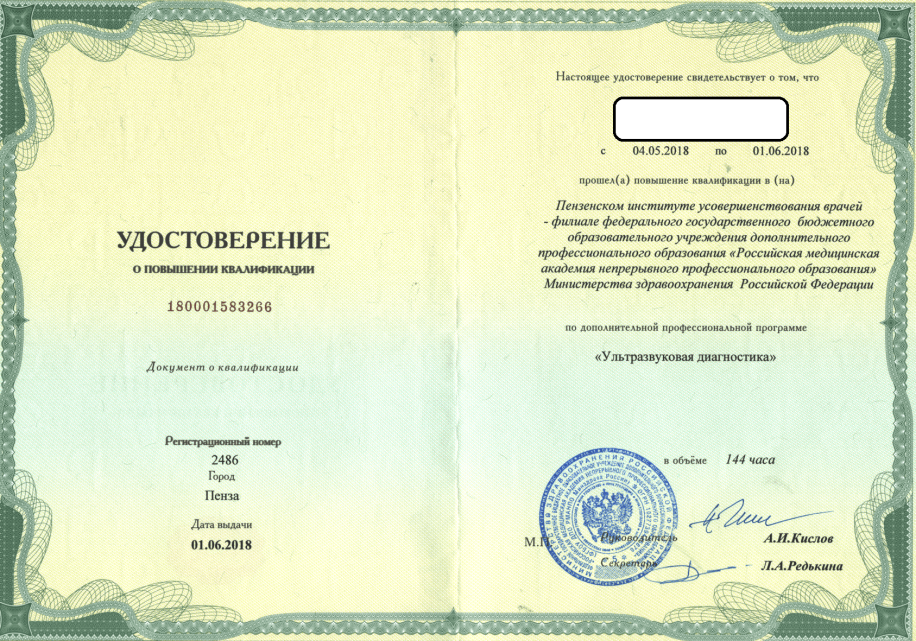 УДОСТОВЕРЕНИЕ
О ПОВЫШЕНИИ КВАЛИФИКАЦИИ
180001583266
Документ о квалификации
Регистрационный номер
2486
Город
Пенза
Дата выдачи
01.06.2018
Настоящее удостоверение свидетельствует о том, что
с 04.05.2018 по 01.06.2018
прошел(а) повышение квалификации в (на)
Пензенском институте усовершенствования врачей
- филиале федерального государственного бюджетного
образовательного учреждения дополнительного
профессионального образования «Российская медицинская
академия непрерывного профессионального образования»
Министерства здравоохранения Российской Федерации
по дополнительной профессиональной программе
«Ультразвуковая диагностика»
в объёме 144 часа
М.П.
Руководитель А.И.Кислов
Секретарь Л.А.Редькина